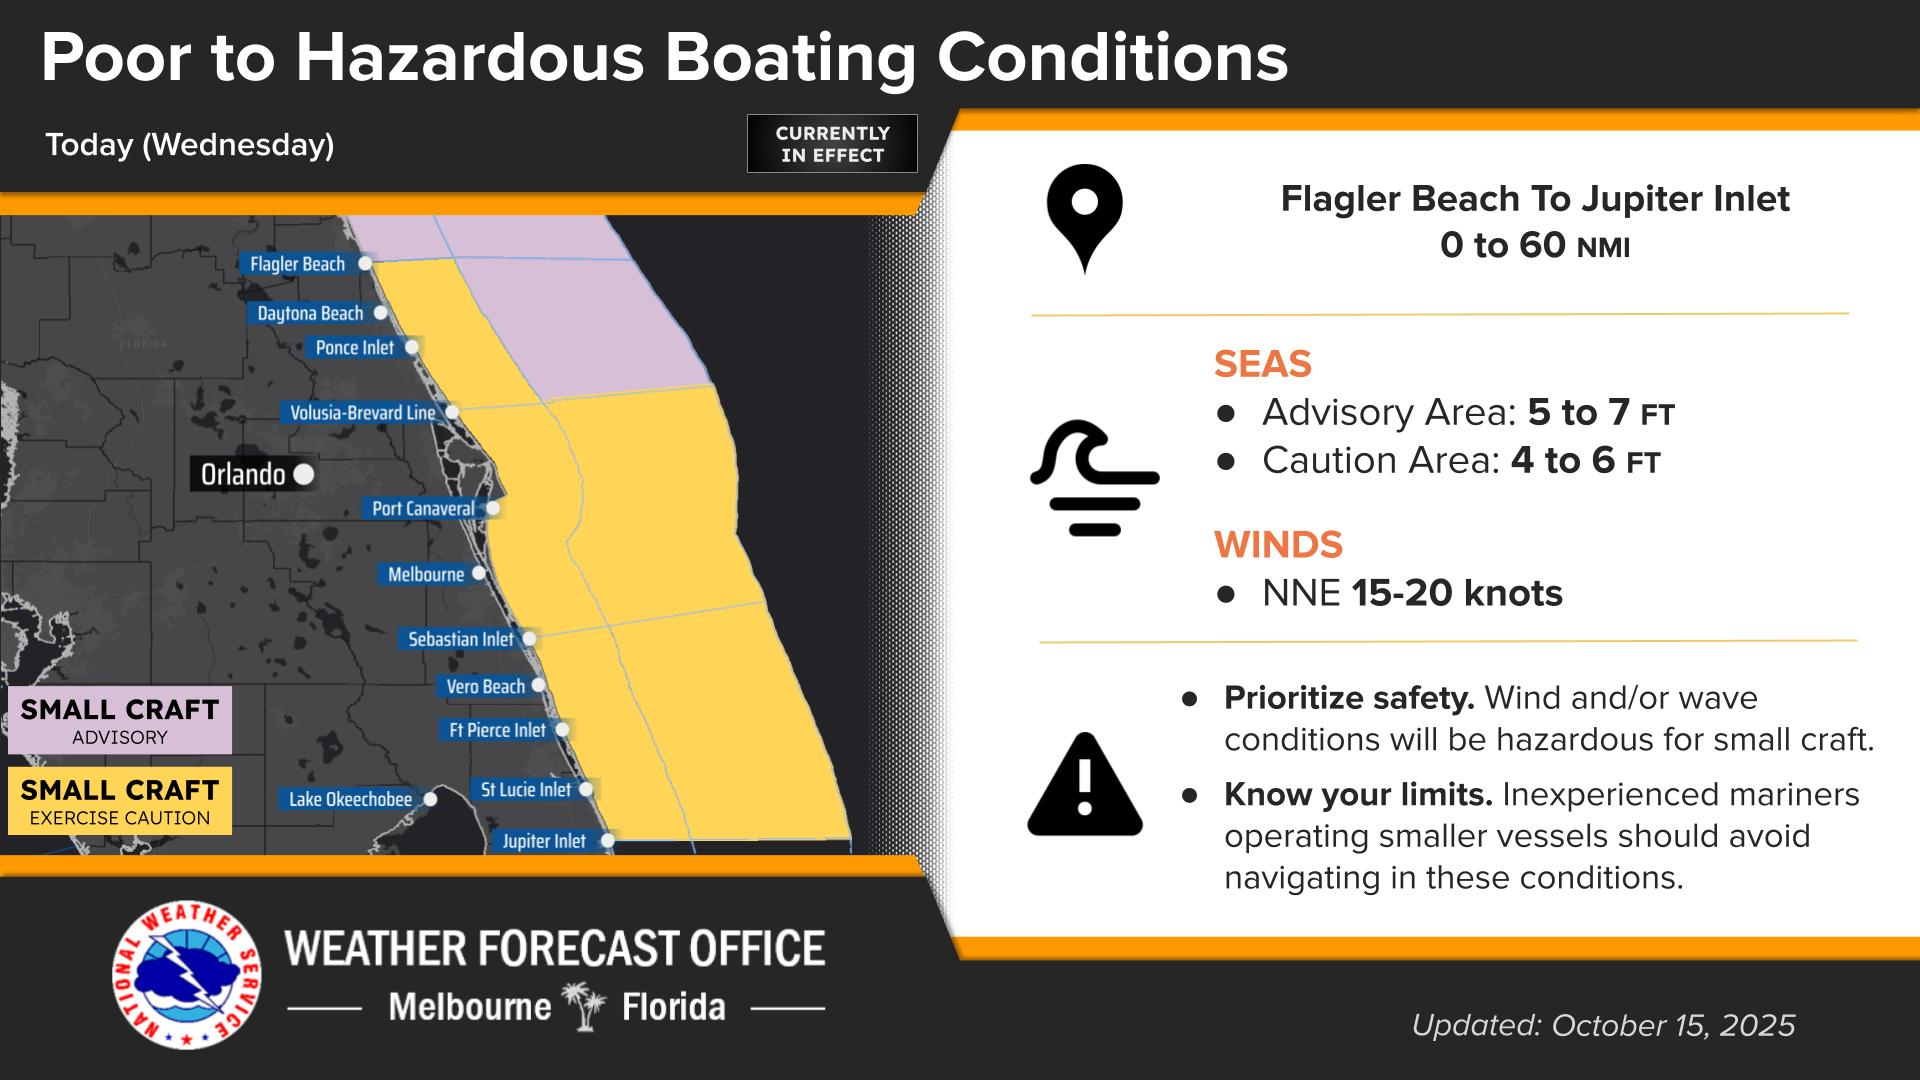 Poor to Hazardous Boating Conditions
Today (Wednesday)
CURRENTLY
IN EFFECT
Flagler Beach
Daytona Beach
Ponce Inlet
FLORIDA
Volusia-Brevard Line
Orlando
Port Canaveral
Melbourne
Sebastian Inlet
Vero Beach
Ft Pierce Inlet
St Lucie Inlet
Lake Okeechobee
Jupiter Inlet
SMALL CRAFT
ADVISORY
SMALL CRAFT
EXERCISE CAUTION
Flagler Beach To Jupiter Inlet
0 to 60 NMI
SEAS
● Advisory Area: 5 to 7 FT
● Caution Area: 4 to 6 FT
WINDS
● NNE 15-20 knots
● Prioritize safety. Wind and/or wave
conditions will be hazardous for small craft.
● Know your limits. Inexperienced mariners
operating smaller vessels should avoid
navigating in these conditions.
NATIONAL WEATHER SERVICE
WEATHER FORECAST OFFICE
Melbourne Florida
Updated: October 15, 2025